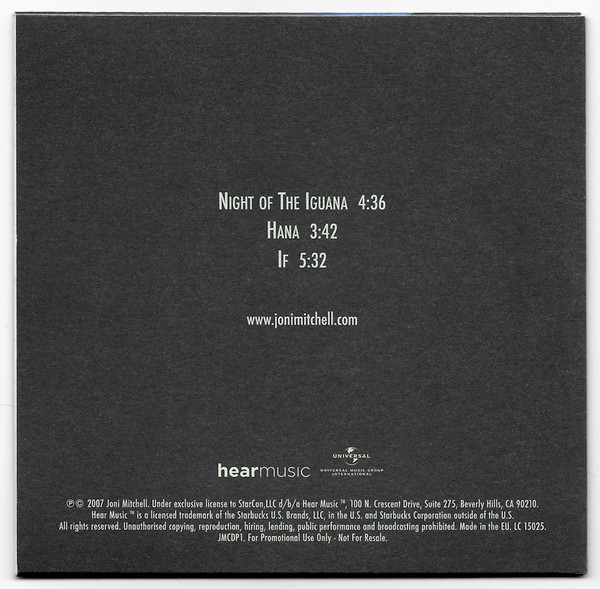 Night of The Iguana 4:36
Hana 3:42
If 5:32
www.jonimitchell.com
hearmusic
UNIVERSAL
UNIVERSAL MUSIC GROUP
INTERNATIONAL
℗ © 2007 Joni Mitchell. Under exclusive license to StarCon,LLC d/b/a Hear Music ™, 100 N. Crescent Drive, Suite 275, Beverly Hills, CA 90210.
Hear Music ™ is a licensed trademark of the Starbucks U.S. Brands, LLC, in the U.S. and Starbucks Corporation outside of the U.S.
All rights reserved. Unauthorised copying, reproduction, hiring, lending, public performance and broadcasting prohibited. Made in the EU. LC 15025.
JMCDP1. For Promotional Use Only - Not For Resale.